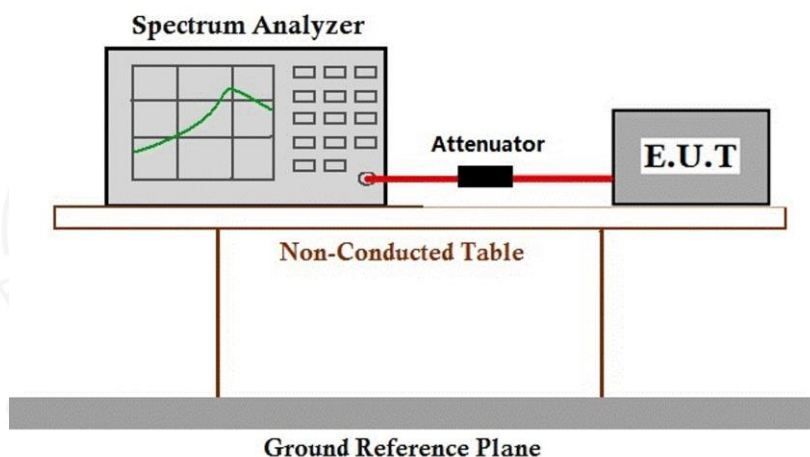 Spectrum Analyzer
Attenuator
E.U.T
Non-Conducted Table
Ground Reference Plane